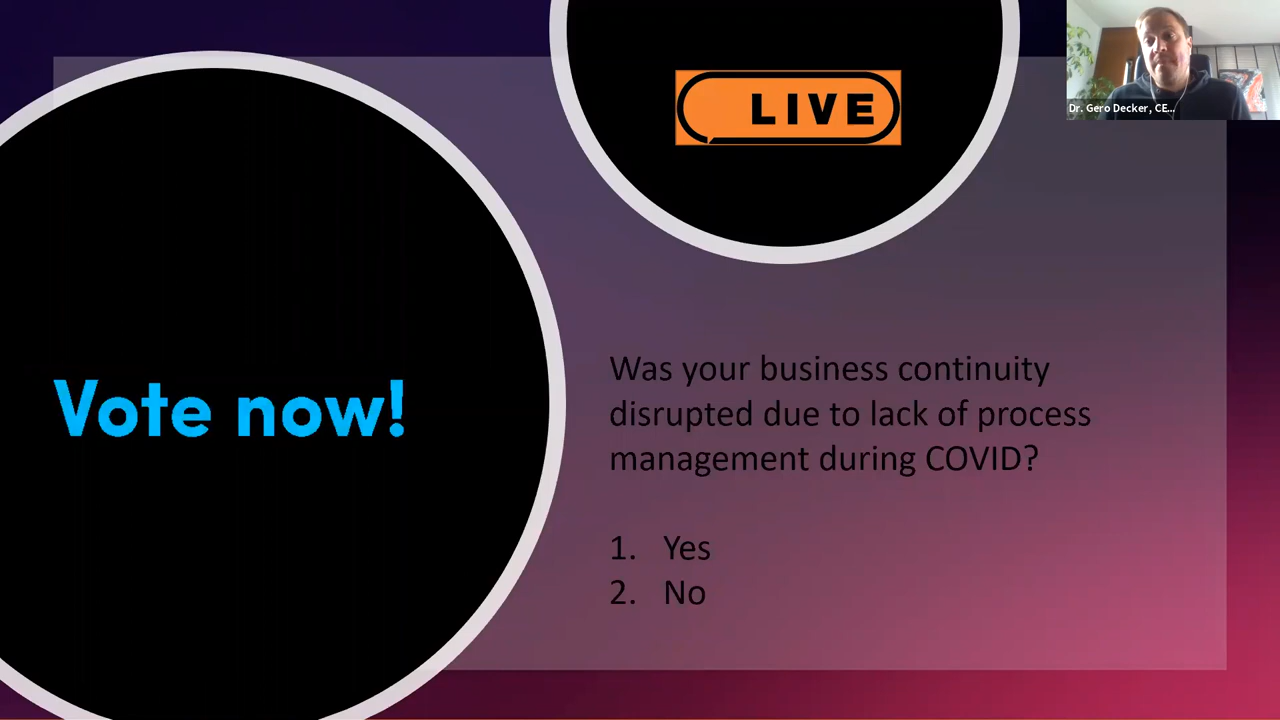 LIVE
Dr. Gero Decker, CE...
Vote now!
Was your business continuity
disrupted due to lack of process
management during COVID?
1. Yes
2. No